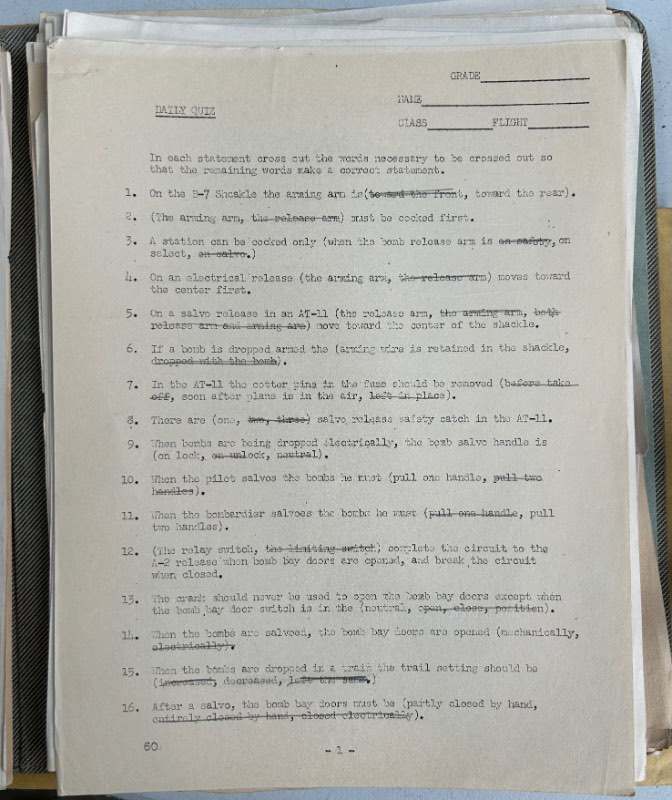 GRADE
NAME
DAILY QUIZ
CLASS FLIGHT
In each statement cross out the words necessary to be crossed out so
that the remaining words make a correct statement.
1. On the B-7 Shcakle the arming arm is(toward the front, toward the rear).
2. (The arming arm, the release arm) must be cocked first.
3. A station can be cocked only (when the bomb release arm is on safety, on
select, on salvo.)
4. On an electrical release (the arming arm, the release arm) moves toward
the center first.
5. On a salvo release in an AT-11 (the release arm, the arming arm, both
release arm and arming arm) move toward the center of the shackle.
6. If a bomb is dropped armed the (arming wire is retained in the shackle,
dropped with the bomb).
7. In the AT-11 the cotter pins in the fuse should be removed (before take
off, soon after plane is in the air, left in place).
8. There are (one, two, three) salvo release safety catch in the AT-11.
9. When bombs are being dropped electrically, the bomb salvo handle is
(on lock, on unlock, neutral).
10. When the pilot salvos the bombs he must (pull one handle, pull two
handles).
11. When the bombardier salvoes the bombs he must (pull one handle, pull
two handles).
12. (The relay switch, the limiting switch) complete the circuit to the
A-2 release when bomb bay doors are opened, and break the circuit
when closed.
13. The crank should never be used to open the bomb bay doors except when
the bomb bay door switch is in the (neutral, open, close, position).
14. When the bombs are salvoed, the bomb bay doors are opened (mechanically,
electrically).
15. When the bombs are dropped in a train the trail setting should be
(increased, decreased, left the same.)
16. After a salvo, the bomb bay doors must be (partly closed by hand,
entirely closed by hand, closed electrically).
60
- 1 -